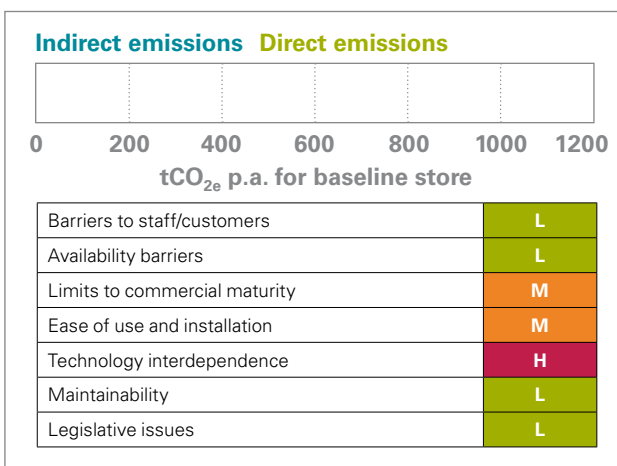 Indirect emissions Direct emissions
0 200 400 600 800 1000 1200
tCO2e p.a. for baseline store
Barriers to staff/customers L
Availability barriers L
Limits to commercial maturity M
Ease of use and installation M
Technology interdependence H
Maintainability L
Legislative issues L